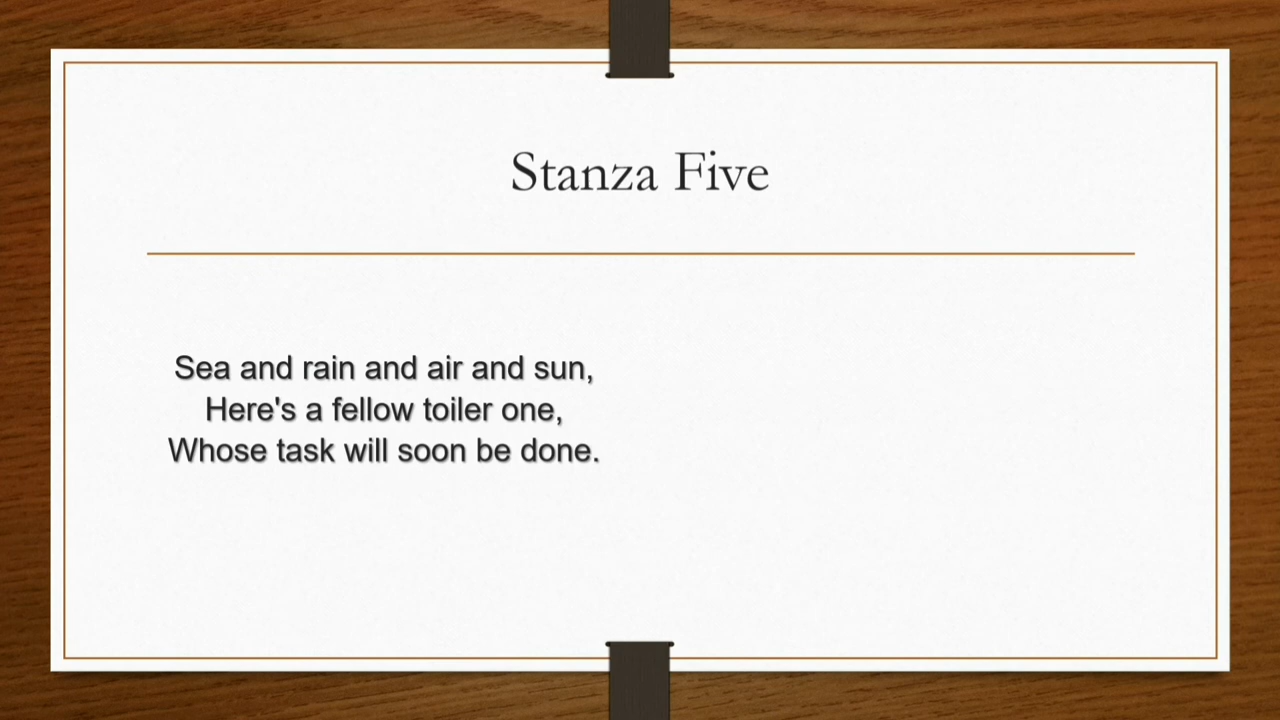 Stanza Five
Sea and rain and air and sun,
Here's a fellow toiler one,
Whose task will soon be done.